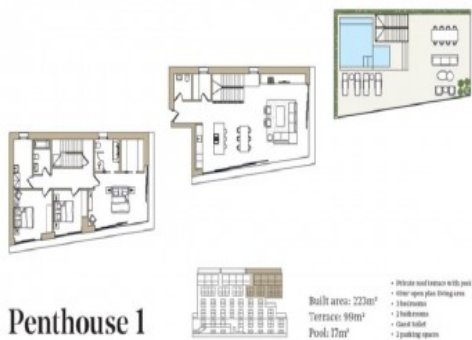 Penthouse 1
Built area: 223m²
Terrace: 99m²
Pool: 17m²
• Private roof terrace with pool
• open plan living area
• 3 bedrooms
• 2 bathrooms
• Guest toilet
• 2 parking spaces